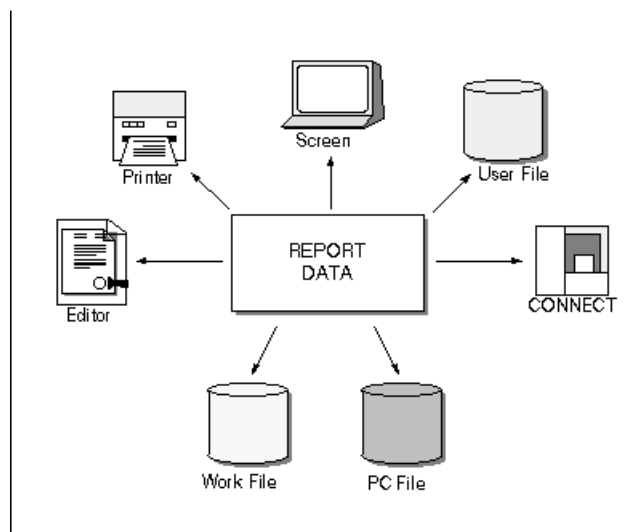 Screen
Printer
User File
REPORT
DATA
Editor
CONNECT
Work File
PC File